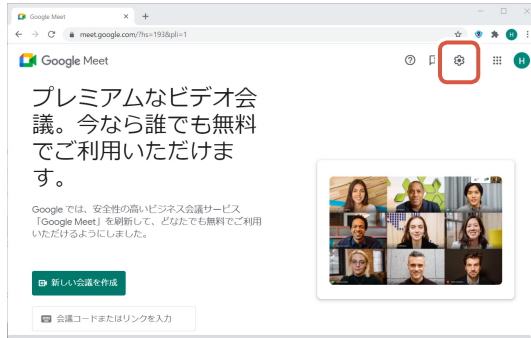 Google Meet
meet.google.com/?hs=193&pli=1
H
Google Meet
H
プレミアムなビデオ会
議。今なら誰でも無料
でご利用いただけま
す。
Google では、安全性の高いビジネス会議サービス
「Google Meet」を刷新して、どなたでも無料でご利用
いただけるようにしました。
新しい会議を作成
会議コードまたはリンクを入力